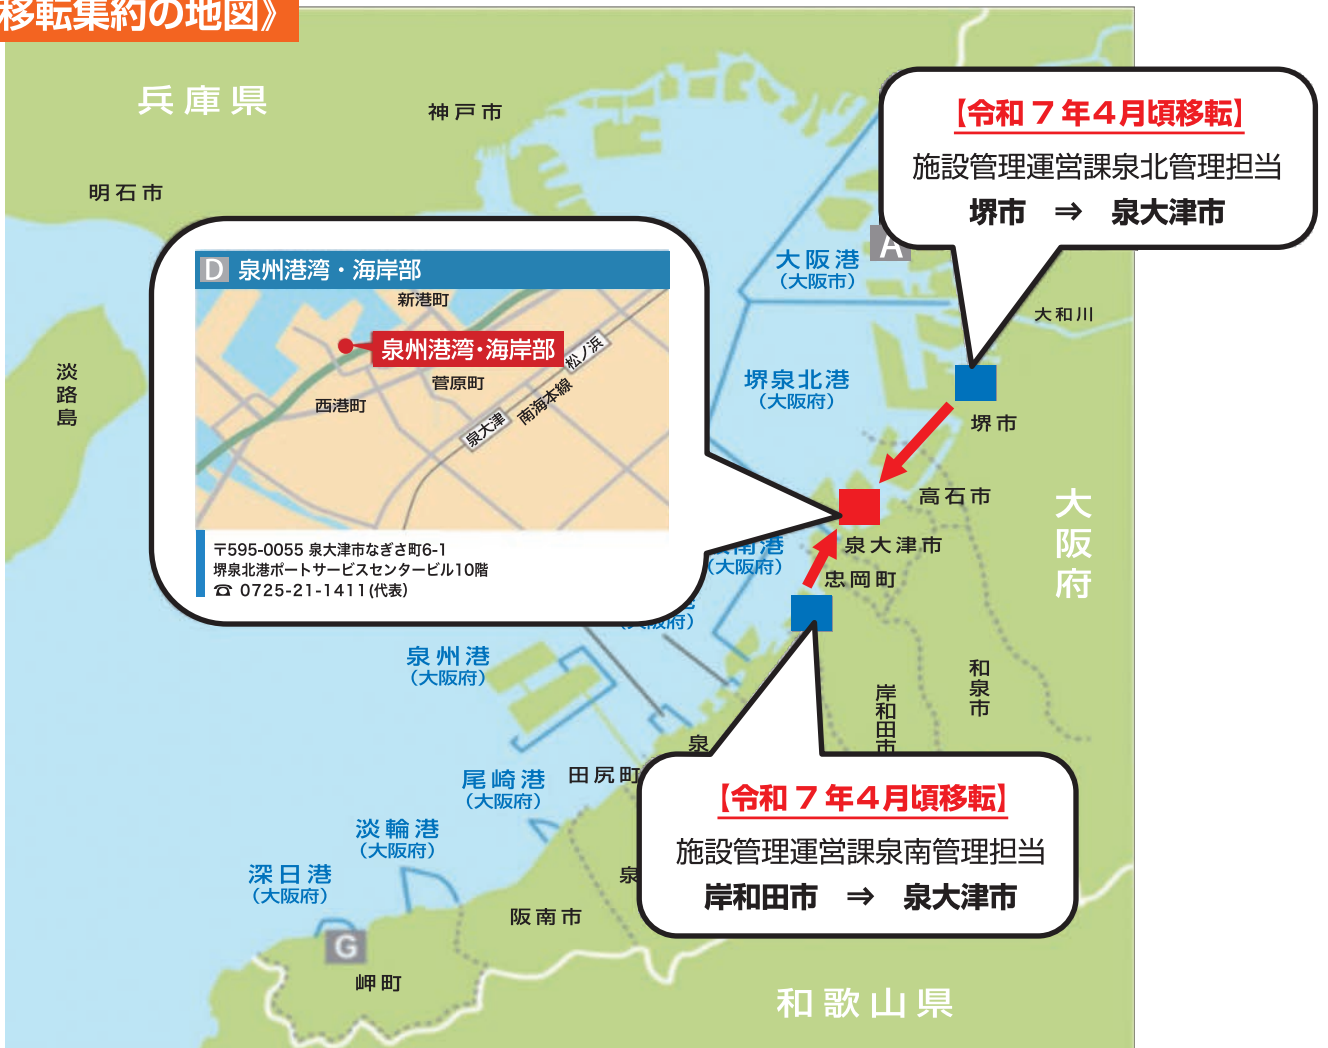 移転集約の地図》
兵庫県
神戸市
明石市
淡路島
【令和７年４月頃移転】
施設管理運営課泉北管理担当
堺市　⇒　泉大津市
A
大阪港
（大阪市）
大和川
堺泉北港
（大阪府）
堺市
高石市
大阪府
D 泉州港湾・海岸部
新港町
泉州港湾・海岸部
松ノ浜
菅原町
南海本線
西港町
泉大津
〒595-0055 泉大津市なぎさ町6-1
堺泉北港ポートサービスセンタービル10階
☎ 0725-21-1411(代表)
南港
（大阪府）
泉大津市
忠岡町
大阪府）
泉州港
（大阪府）
和泉市
岸和田市
泉
田尻町
尾崎港
（大阪府）
淡輪港
（大阪府）
深日港
（大阪府）
【令和７年４月頃移転】
施設管理運営課泉南管理担当
岸和田市　⇒　泉大津市
泉
阪南市
G
岬町
和歌山県